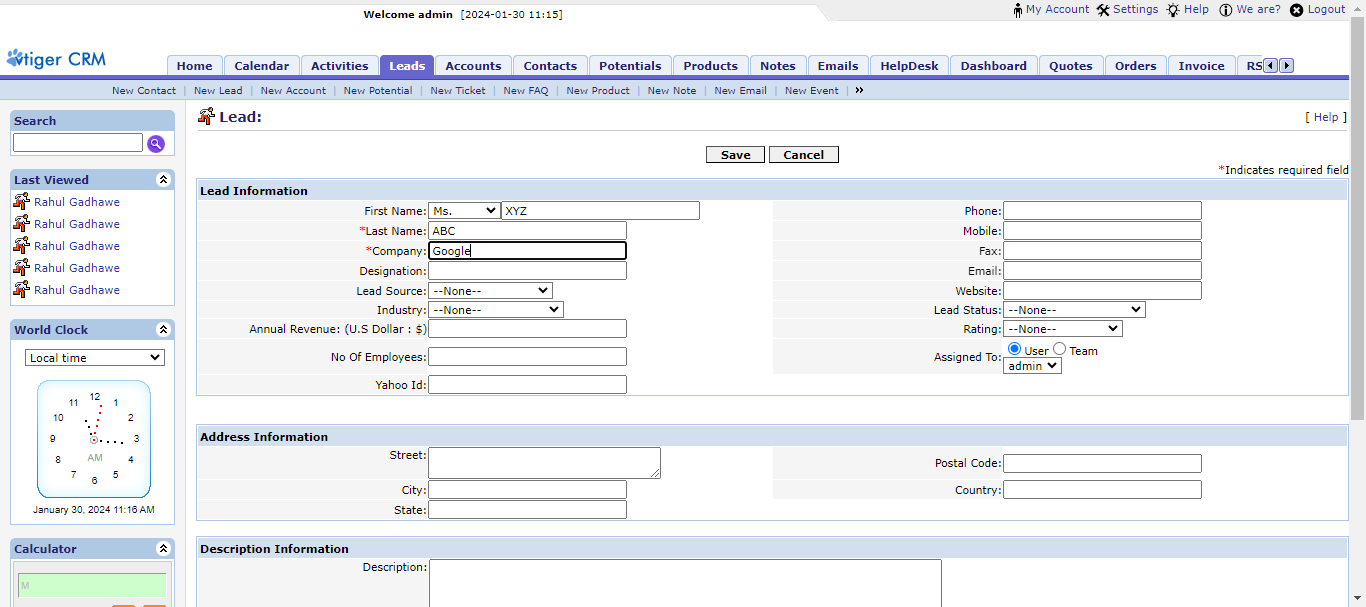 Welcome admin [2024-01-30 11:15]
My Account Settings Help We are? Logout
vtiger CRM
Home Calendar Activities Leads Accounts Contacts Potentials Products Notes Emails HelpDesk Dashboard Quotes Orders Invoice RS
New Contact | New Lead | New Account | New Potential | New Ticket | New FAQ | New Product | New Note | New Email | New Event | »
Search
Last Viewed
Rahul Gadhawe
Rahul Gadhawe
Rahul Gadhawe
Rahul Gadhawe
Rahul Gadhawe
World Clock
Local time
12
11 1
10 2
9 3
AM
8 4
7 5
6
January 30, 2024 11:16 AM
Calculator
M
Lead:
[ Help ]
Save Cancel
*Indicates required field
Lead Information
First Name: Ms. XYZ
Phone:
*Last Name: ABC
Mobile:
*Company: Google
Fax:
Designation:
Email:
Lead Source: --None--
Website:
Industry: --None--
Lead Status: --None--
Annual Revenue: (U.S Dollar : $)
Rating: --None--
No Of Employees:
Assigned To: User Team
admin
Yahoo Id:
Address Information
Street:
Postal Code:
City:
Country:
State:
Description Information
Description: